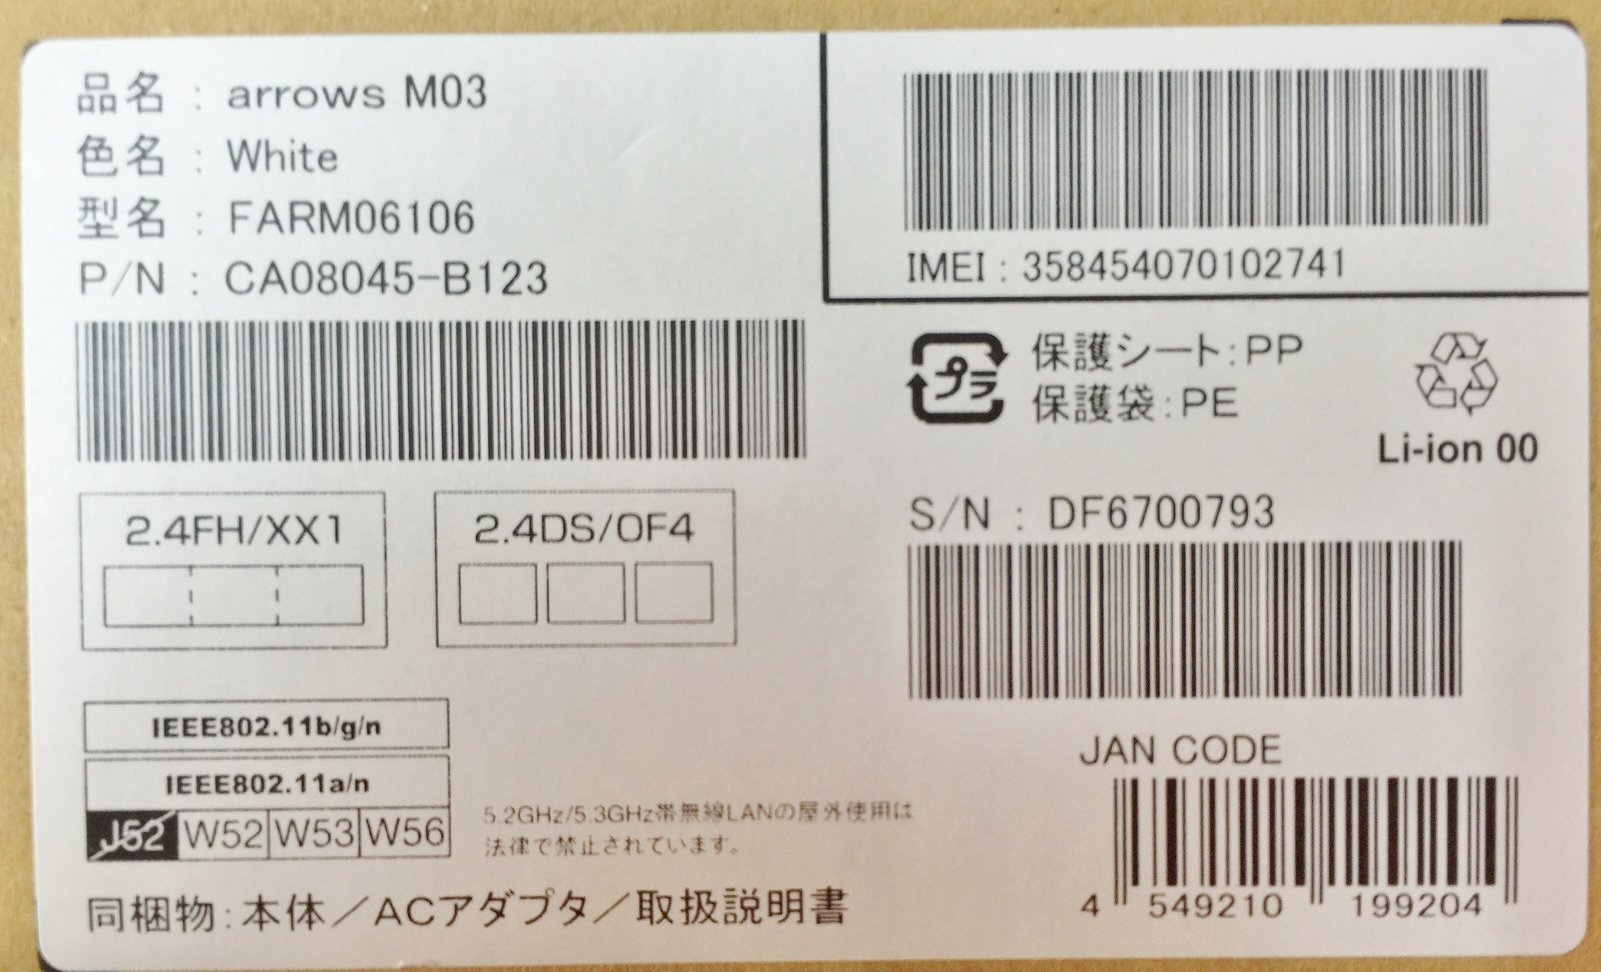 品名 : arrows M03
色名 : White
型名 : FARM06106
P/N : CA08045-B123
IMEI : 358454070102741
プラ
保護シート:PP
保護袋:PE
Li-ion 00
2.4FH/XX1
2.4DS/OF4
S/N : DF6700793
IEEE802.11b/g/n
IEEE802.11a/n
J52 W52 W53 W56
5.2GHz/5.3GHz帯無線LANの屋外使用は
法律で禁止されています。
同梱物:本体／ACアダプタ／取扱説明書
JAN CODE
4 549210 199204